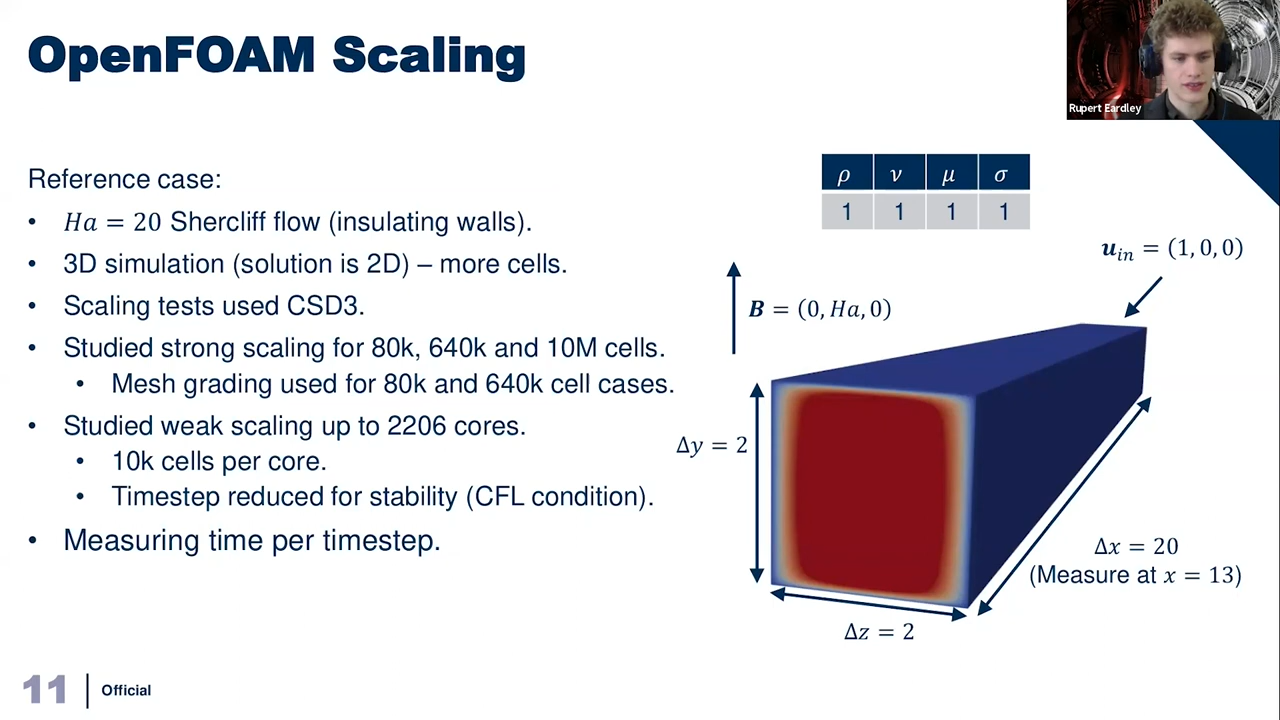 OpenFOAM Scaling
Rupert Eardley
Reference case:
• 𝐻𝑎 = 20 Shercliff flow (insulating walls).
• 3D simulation (solution is 2D) – more cells.
• Scaling tests used CSD3.
• Studied strong scaling for 80k, 640k and 10M cells.
• Mesh grading used for 80k and 640k cell cases.
• Studied weak scaling up to 2206 cores.
• 10k cells per core.
• Timestep reduced for stability (CFL condition).
• Measuring time per timestep.
ρ ν μ σ
1 1 1 1
𝒖𝑖𝑛 = (1, 0, 0)
𝑩 = (0, 𝐻𝑎, 0)
Δ𝑦 = 2
Δ𝑥 = 20
(Measure at 𝑥 = 13)
Δ𝑧 = 2
11 Official